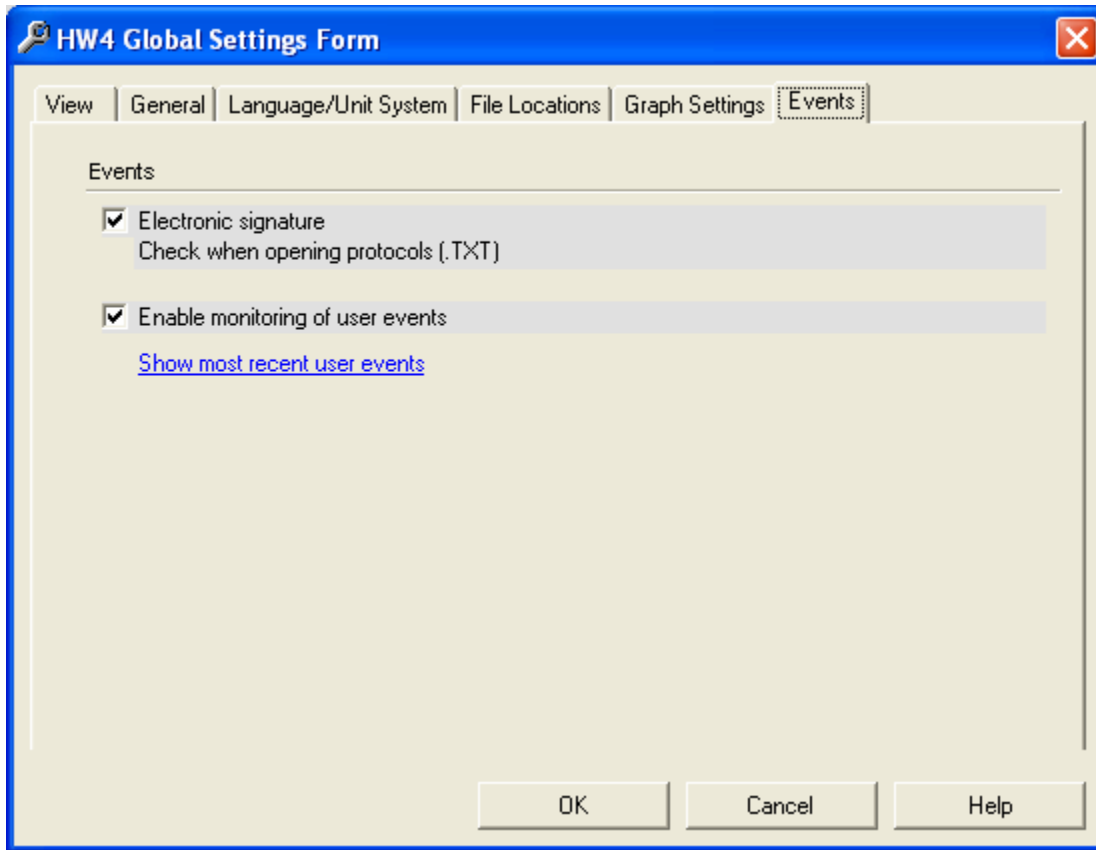 HW4 Global Settings Form
View General Language/Unit System File Locations Graph Settings Events
Events
Electronic signature
Check when opening protocols (.TXT)
Enable monitoring of user events
Show most recent user events
OK Cancel Help